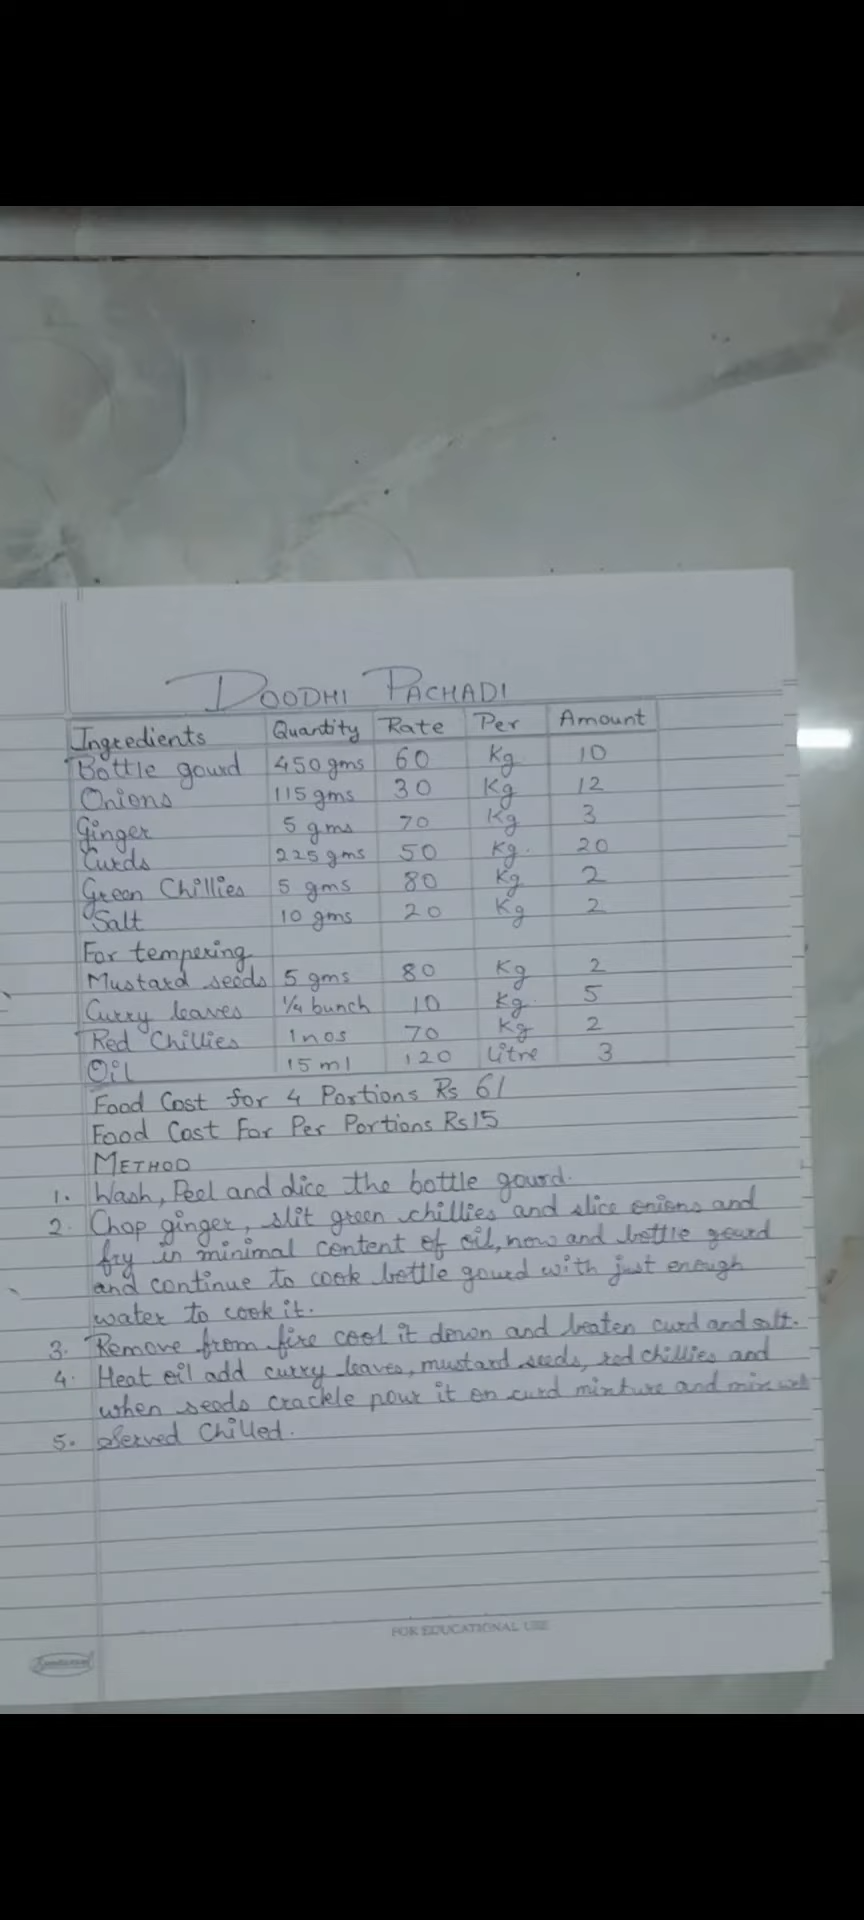 DOODHI PACHADI
Ingredients Quantity Rate Per Amount
Bottle gourd 450 gms 60 Kg 10
Onions 115 gms 30 Kg 12
Ginger 5 gms 70 Kg 3
Curds 225 gms 50 Kg. 20
Green Chillies 5 gms 80 Kg 2
Salt 10 gms 20 Kg 2
For tempering
Mustard seeds 5 gms 80 Kg 2
Curry leaves 1/4 bunch 10 Kg. 5
Red Chillies 1 nos 70 Kg 2
Oil 15 ml 120 Litre 3
Food Cost for 4 Portions Rs 61
Food Cost For Per Portions Rs 15
METHOD
1. Wash, Peel and dice the bottle gourd.
2. Chop ginger, slit green chillies and slice onions and
fry in minimal content of oil, now and bottle gourd
and continue to cook bottle gourd with just enough
water to cook it.
3. Remove from fire cool it down and beaten curd and salt.
4. Heat oil add curry leaves, mustard seeds, red chillies and
when seeds crackle pour it on curd mixture and mix
5. Served Chilled.
FOR EDUCATIONAL USE